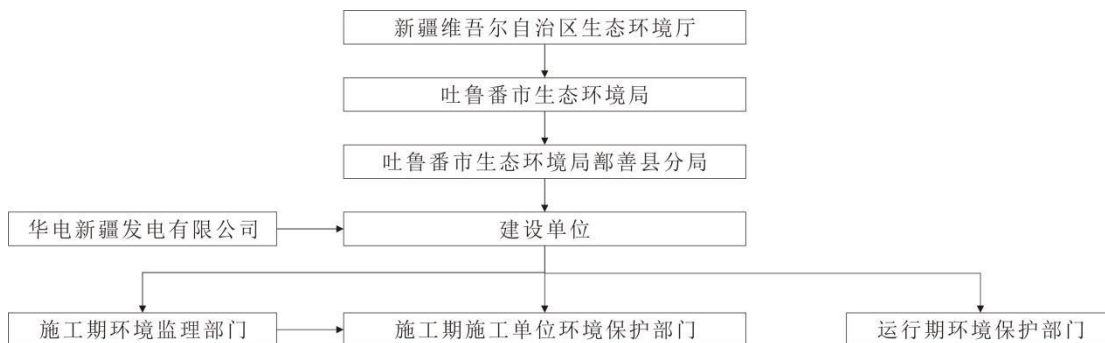 新疆维吾尔自治区生态环境厅
吐鲁番市生态环境局
吐鲁番市生态环境局鄯善县分局
华电新疆发电有限公司
建设单位
施工期环境监理部门
施工期施工单位环境保护部门
运行期环境保护部门